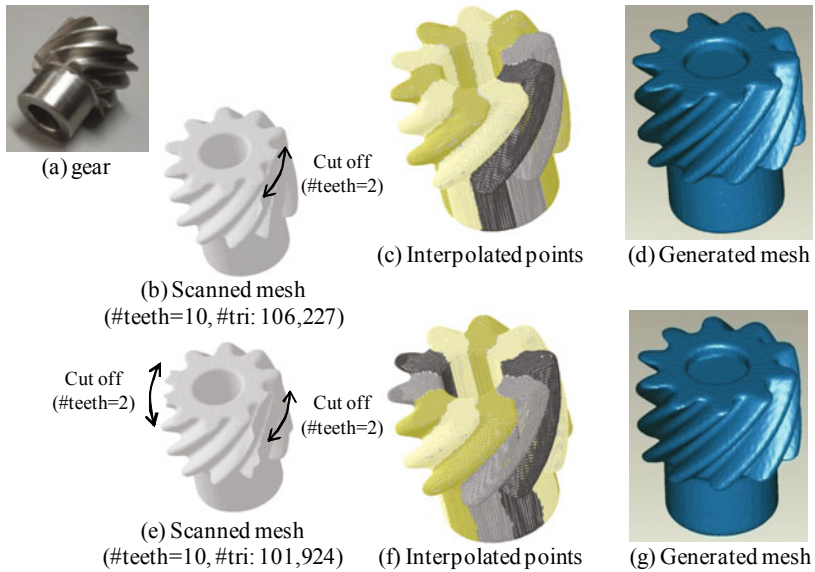 (a) gear
Cut off
(#teeth=2)
(b) Scanned mesh
(#teeth=10, #tri: 106,227)
(c) Interpolated points
(d) Generated mesh
Cut off
(#teeth=2)
Cut off
(#teeth=2)
(e) Scanned mesh
(#teeth=10, #tri: 101,924)
(f) Interpolated points
(g) Generated mesh